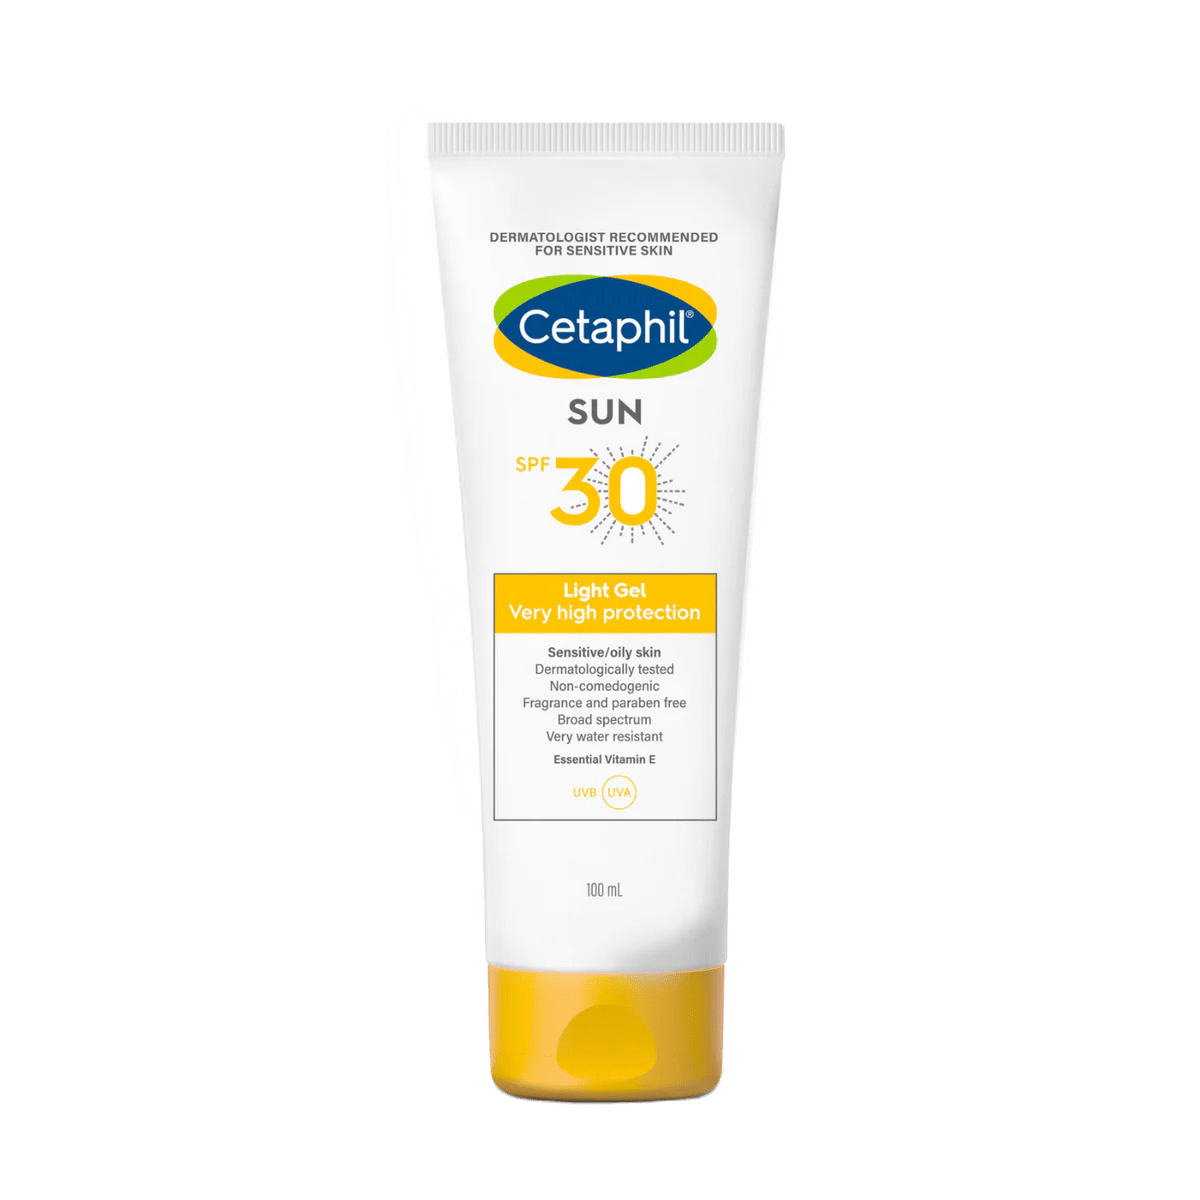 DERMATOLOGIST RECOMMENDED
FOR SENSITIVE SKIN
Cetaphil®
SUN
SPF 30
Light Gel
Very high protection
Sensitive/oily skin
Dermatologically tested
Non-comedogenic
Fragrance and paraben free
Broad spectrum
Very water resistant
Essential Vitamin E
UVB UVA
100 mL